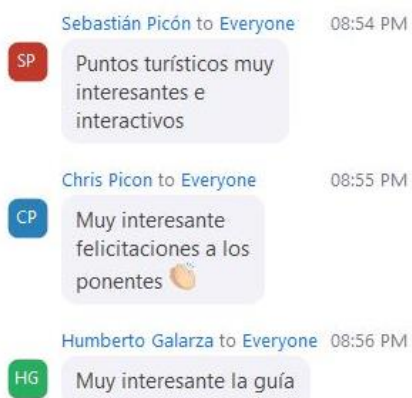 Sebastián Picón to Everyone 08:54 PM
SP
Puntos turísticos muy
interesantes e
interactivos
Chris Picon to Everyone 08:55 PM
CP
Muy interesante
felicitaciones a los
ponentes 👏🏻
Humberto Galarza to Everyone 08:56 PM
HG
Muy interesante la guía